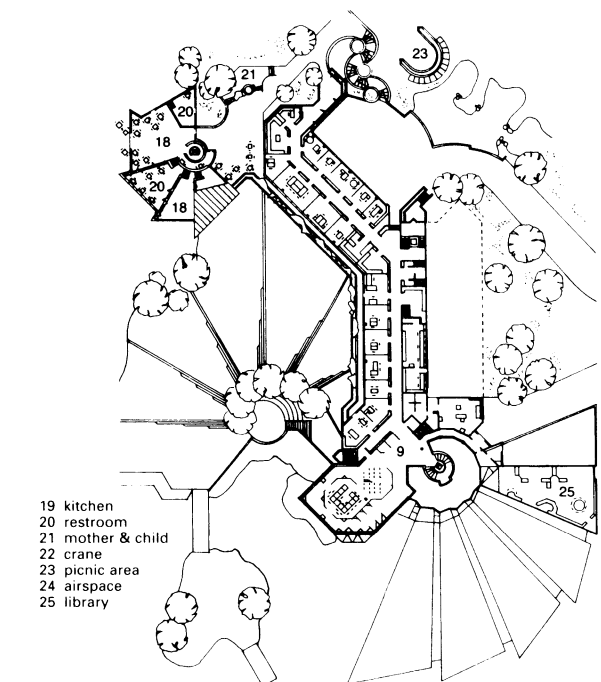 23
21
20
18
20
18
9
25
19 kitchen
20 restroom
21 mother & child
22 crane
23 picnic area
24 airspace
25 library